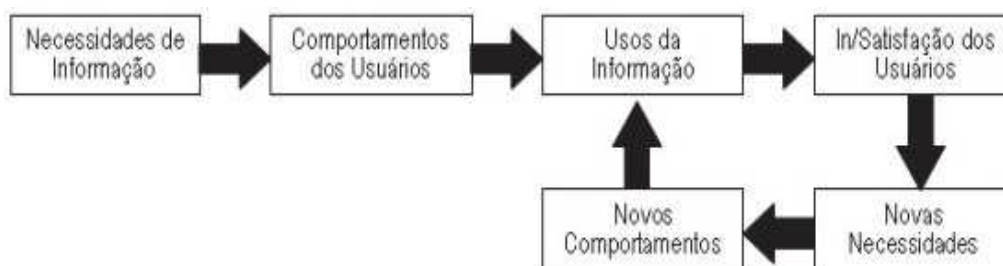 Necessidades de
Informação
Comportamentos
dos Usuários
Usos da
Informação
In/Satisfação dos
Usuários
Novos
Comportamentos
Novas
Necessidades